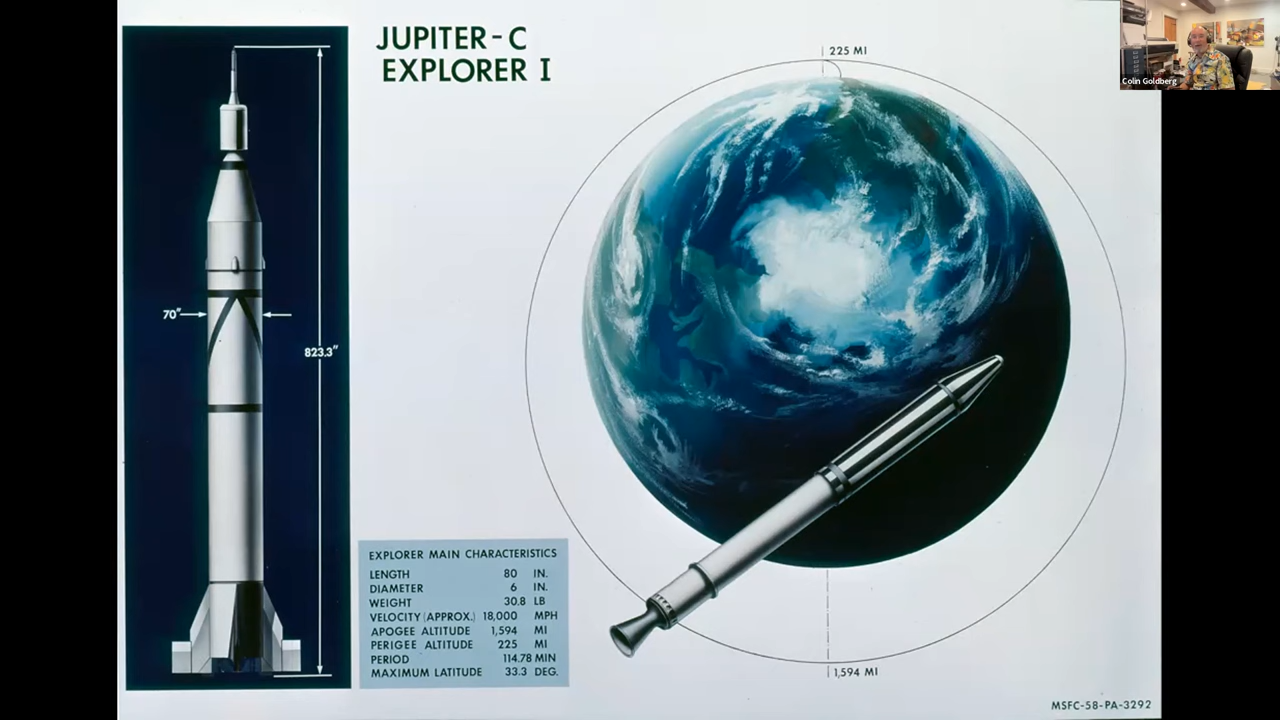 JUPITER-C
EXPLORER I
225 MI
Colin Goldberg
70"
823.3"
EXPLORER MAIN CHARACTERISTICS
LENGTH 80 IN.
DIAMETER 6 IN.
WEIGHT 30.8 LB
VELOCITY (APPROX.) 18,000 MPH
APOGEE ALTITUDE 1,594 MI
PERIGEE ALTITUDE 225 MI
PERIOD 114.78 MIN
MAXIMUM LATITUDE 33.3 DEG.
1,594 MI
MSFC-58-PA-3292